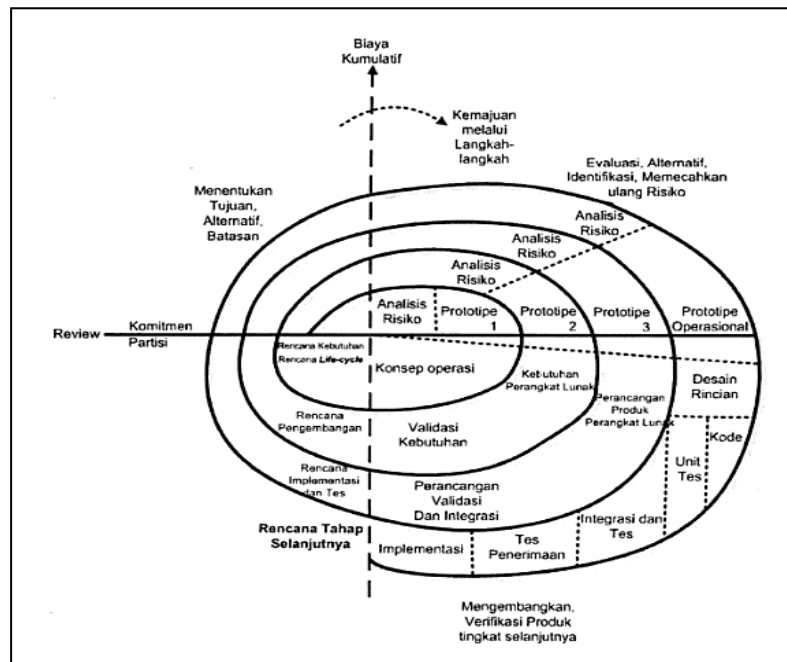 Biaya
Kumulatif
Kemajuan
melalui
Langkah-
langkah
Evaluasi, Alternatif,
Identifikasi, Memecahkan
ulang Risiko
Menentukan
Tujuan,
Alternatif,
Batasan
Analisis
Risiko
Analisis
Risiko
Analisis
Risiko
Analisis
Risiko
Prototipe
1
Prototipe
2
Prototipe
3
Prototipe
Operasional
Review
Komitmen
Partisi
Rencana Kebutuhan
Rencana Life-cycle
Konsep operasi
Kebutuhan
Perangkat Lunak
Perancangan
Produk
Perangkat Lunak
Desain
Rincian
Rencana
Pengembangan
Validasi
Kebutuhan
Unit
Tes
Kode
Rencana
Implementasi
dan Tes
Perancangan
Validasi
Dan Integrasi
Integrasi dan
Tes
Rencana Tahap
Selanjutnya
Implementasi
Tes
Penerimaan
Mengembangkan,
Verifikasi Produk
tingkat selanjutnya